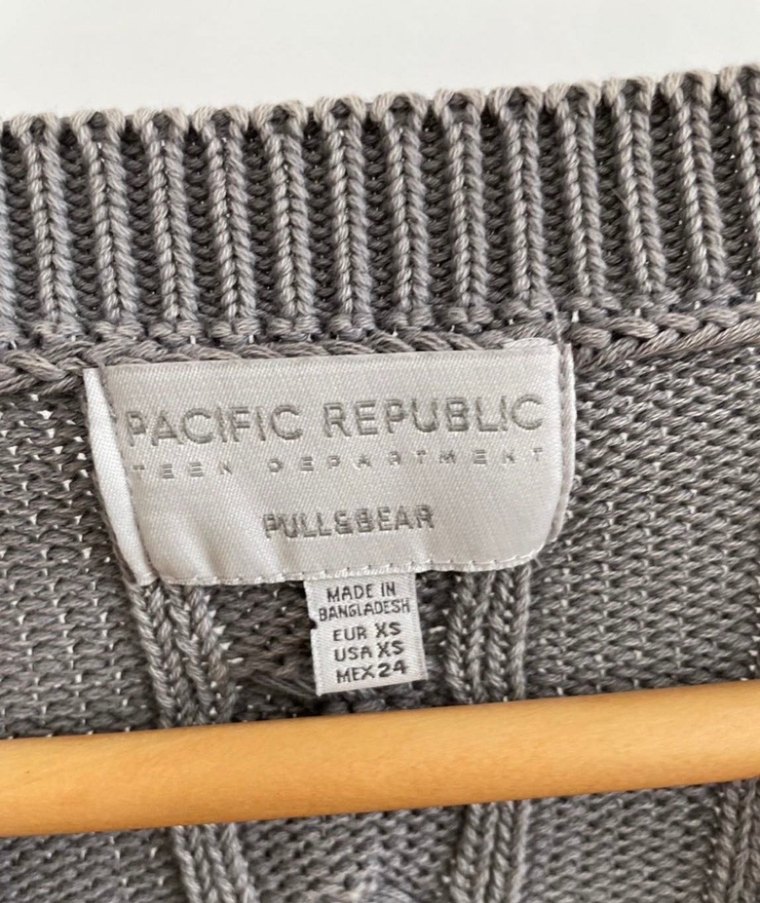 PACIFIC REPUBLIC
TEEN DEPARTMENT
PULL&BEAR
MADE IN
BANGLADESH
EUR XS
USA XS
MEX 24